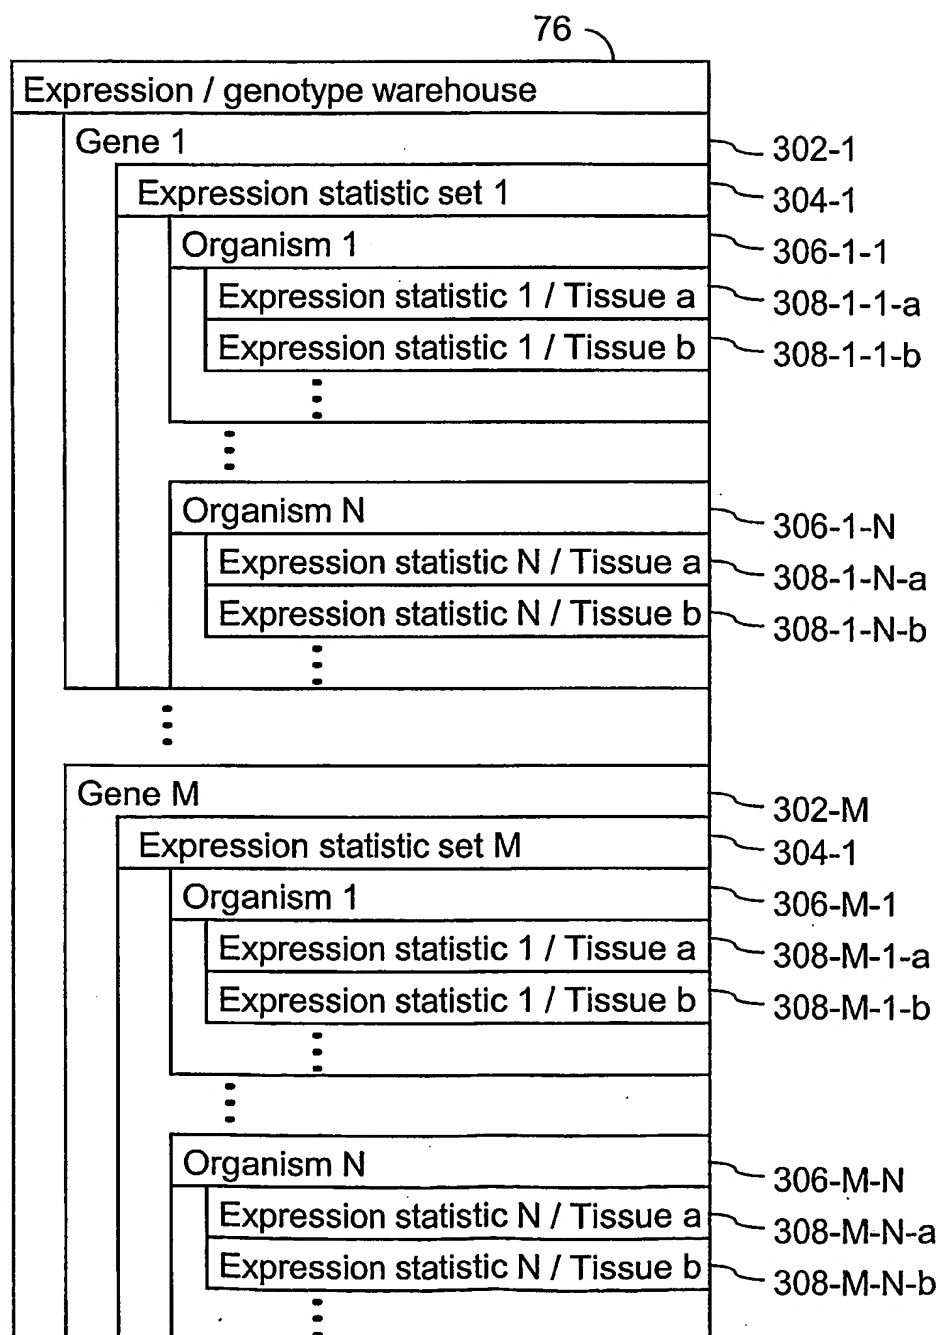 76
Expression / genotype warehouse
Gene 1 302-1
Expression statistic set 1 304-1
Organism 1 306-1-1
Expression statistic 1 / Tissue a 308-1-1-a
Expression statistic 1 / Tissue b 308-1-1-b
Organism N 306-1-N
Expression statistic N / Tissue a 308-1-N-a
Expression statistic N / Tissue b 308-1-N-b
Gene M 302-M
Expression statistic set M 304-1
Organism 1 306-M-1
Expression statistic 1 / Tissue a 308-M-1-a
Expression statistic 1 / Tissue b 308-M-1-b
Organism N 306-M-N
Expression statistic N / Tissue a 308-M-N-a
Expression statistic N / Tissue b 308-M-N-b